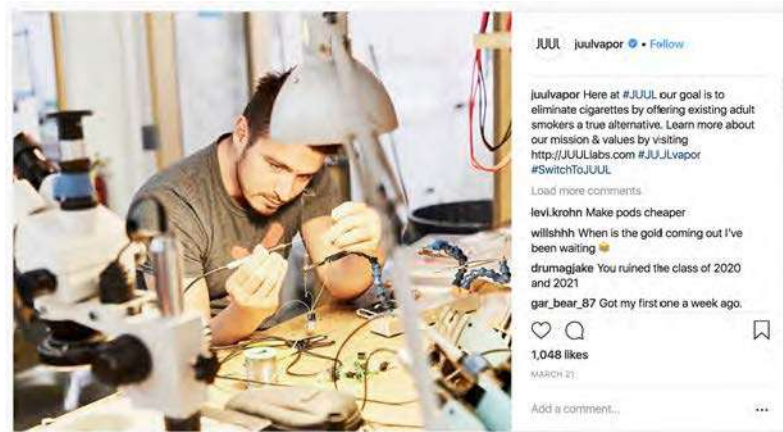 JUUL juulvapor • Follow
juulvapor Here at #JUUL our goal is to
eliminate cigarettes by offering existing adult
smokers a true alternative. Learn more about
our mission & values by visiting
http://JUULlabs.com #JUULvapor
#SwitchToJUUL
Load more comments
levi.krohn Make pods cheaper
willshhh When is the gold coming out I've
been waiting 😁
drumagjake You ruined the class of 2020
and 2021
gar_bear_87 Got my first one a week ago.
1,048 likes
MARCH 21
Add a comment...